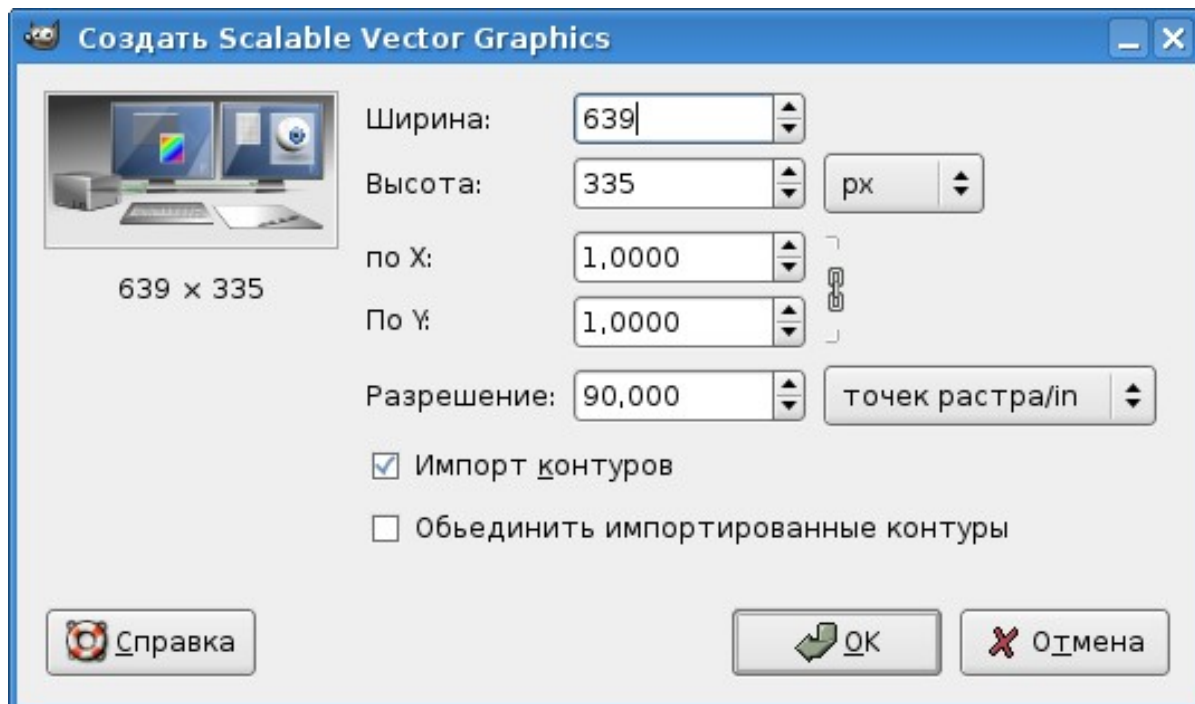 Создать Scalable Vector Graphics
Ширина: 639
Высота: 335 px
639 × 335
по X: 1,0000
По Y: 1,0000
Разрешение: 90,000 точек растра/in
Импорт контуров
Обьединить импортированные контуры
Справка OK Отмена